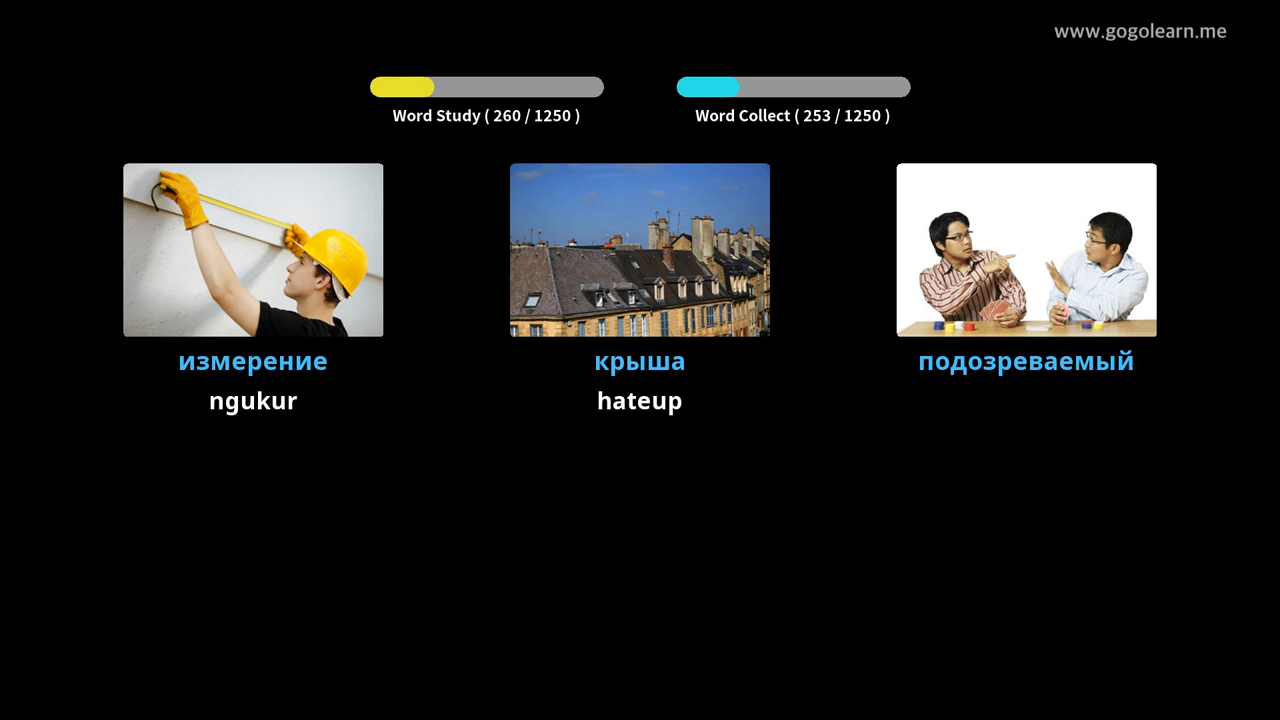 www.gogolearn.me
Word Study ( 260 / 1250 )
Word Collect ( 253 / 1250 )
измерение
ngukur
крыша
hateup
подозреваемый